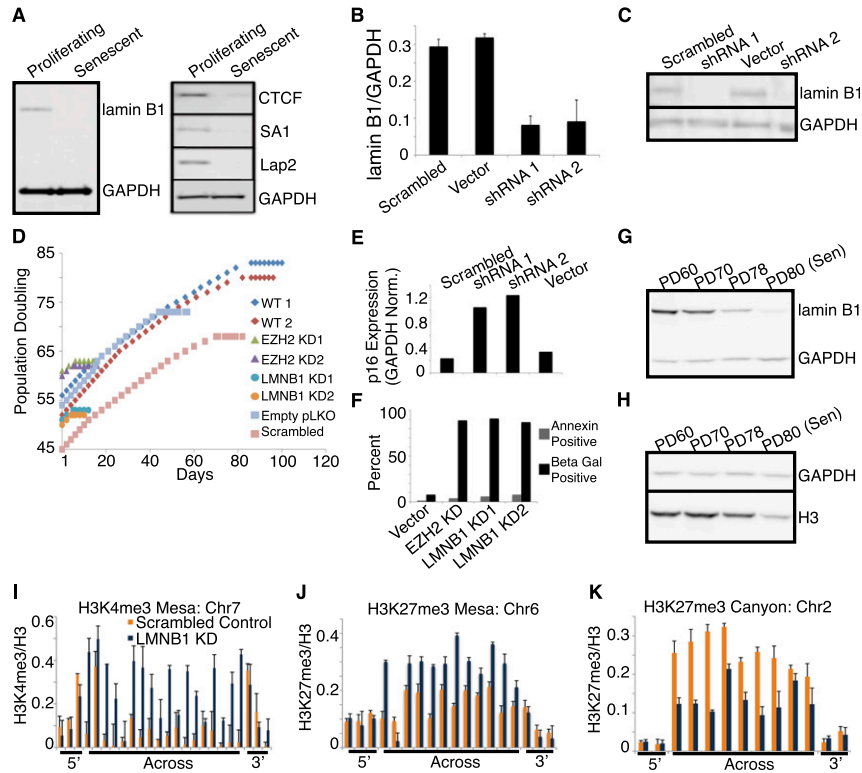 A
Proliferating
Senescent
lamin B1
GAPDH
Proliferating
Senescent
CTCF
SA1
Lap2
GAPDH
B
lamin B1/GAPDH
0.3
0.2
0.1
0
Scrambled
Vector
shRNA 1
shRNA 2
C
Scrambled
shRNA 1
Vector
shRNA 2
lamin B1
GAPDH
D
Population Doubling
85
75
65
55
45
1 20 40 60 80 100 120
Days
WT 1
WT 2
EZH2 KD1
EZH2 KD2
LMNB1 KD1
LMNB1 KD2
Empty pLKO
Scrambled
E
Scrambled
shRNA 1
shRNA 2
Vector
p16 Expression
(GAPDH Norm.)
1.2
0.8
0.4
0
F
Percent
100
50
0
Annexin
Positive
Beta Gal
Positive
Vector
EZH2 KD
LMNB1 KD1
LMNB1 KD2
G
PD60
PD70
PD78
PD80 (Sen)
lamin B1
GAPDH
H
PD60
PD70
PD78
PD80 (Sen)
GAPDH
H3
I
H3K4me3 Mesa: Chr7
Scrambled Control
LMNB1 KD
H3K4me3/H3
0.6
0.4
0.2
0
5' Across 3'
J
H3K27me3 Mesa: Chr6
H3K27me3/H3
0.4
0.2
0
5' Across 3'
K
H3K27me3 Canyon: Chr2
H3K27me3/H3
0.3
0.2
0.1
0
5' Across 3'